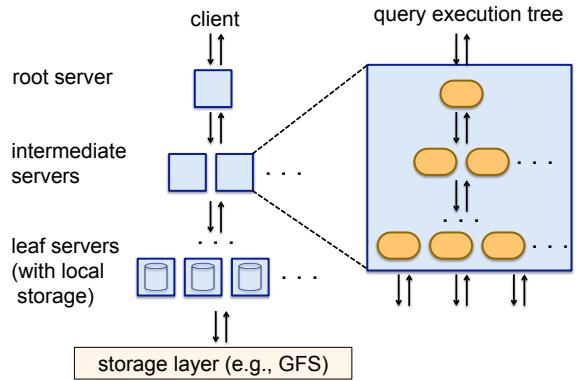 client
query execution tree
root server
intermediate
servers
. . .
. . .
. . .
. . .
leaf servers
(with local
storage)
. . .
. . .
storage layer (e.g., GFS)